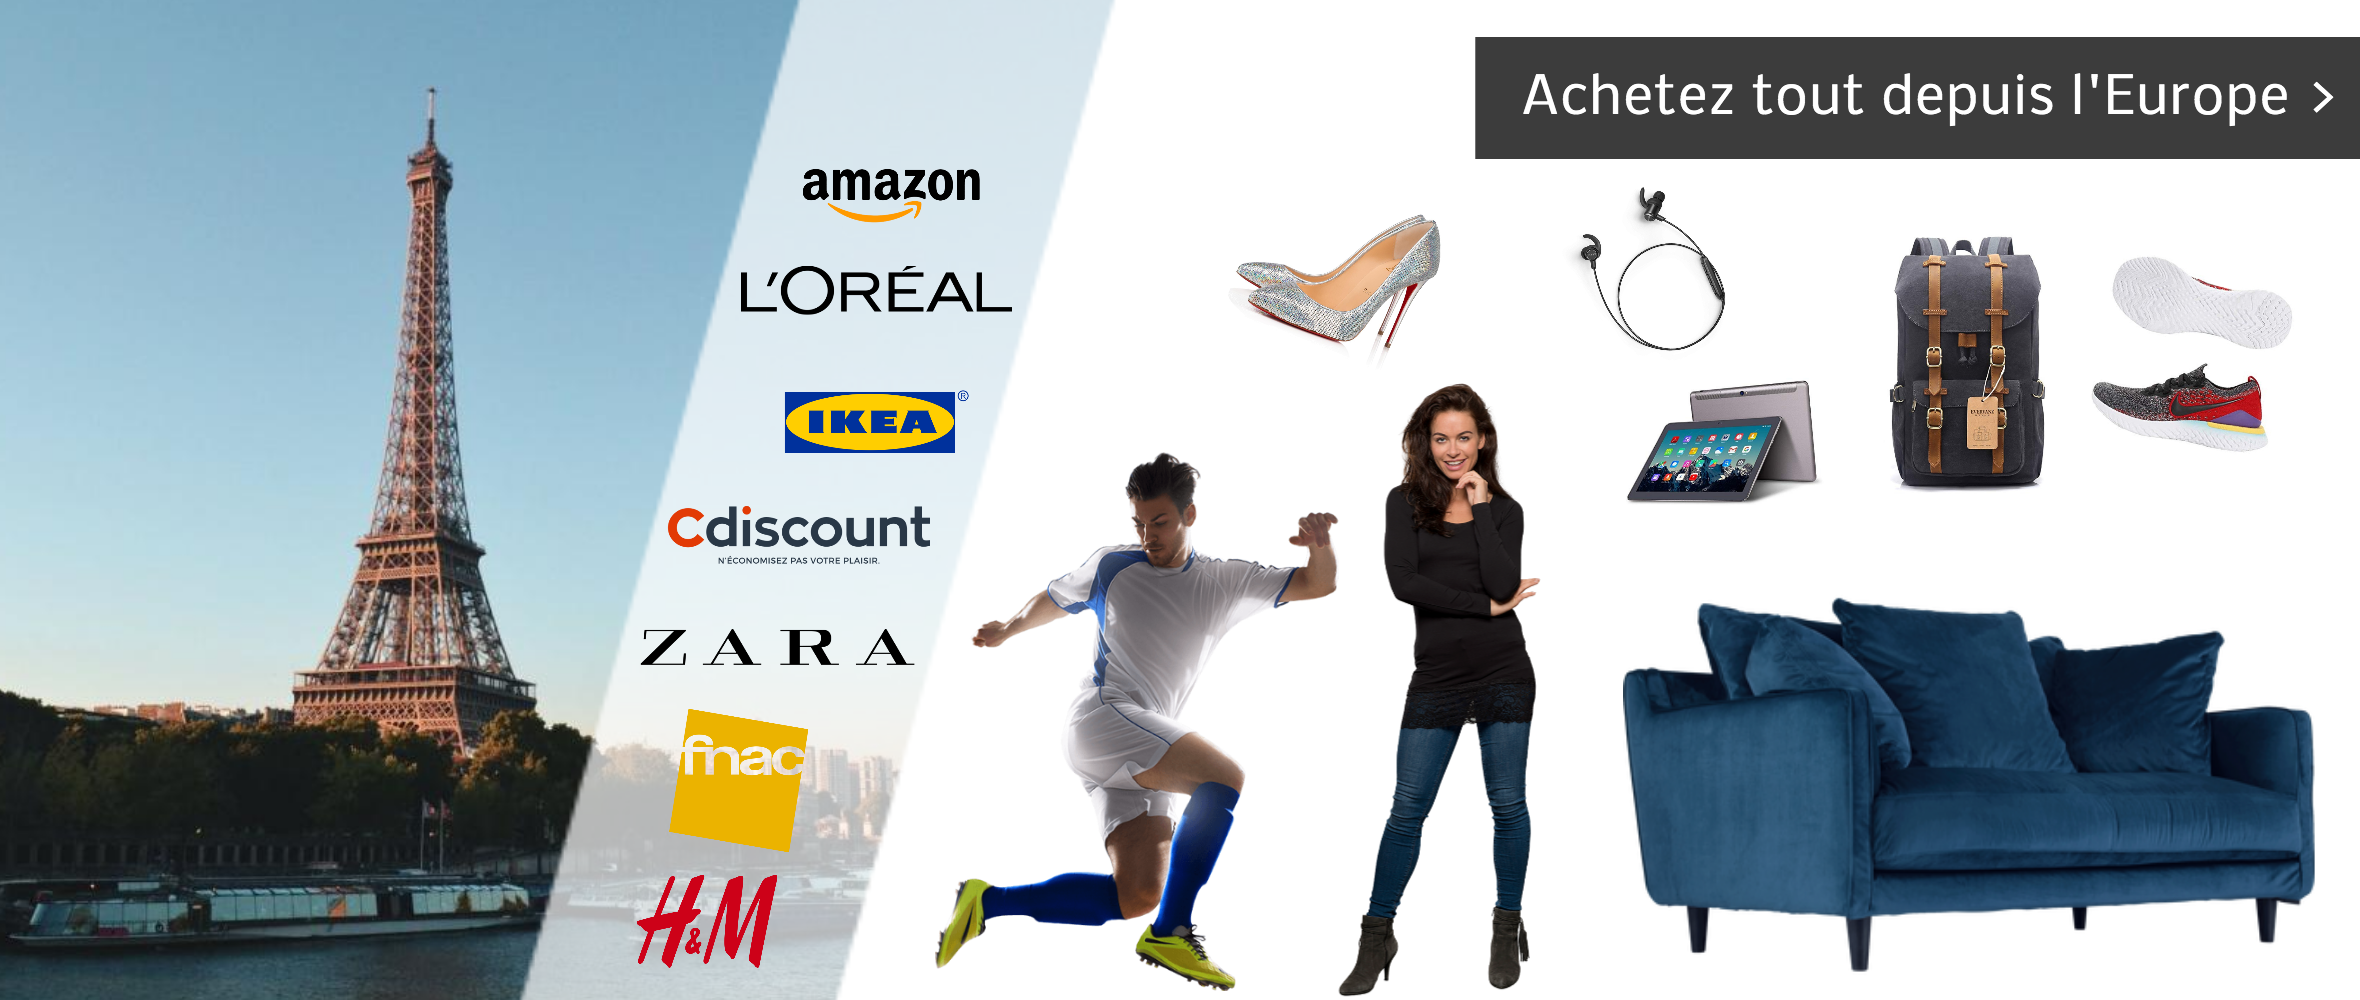 Achetez tout depuis l'Europe >
amazon
L'ORÉAL
IKEA®
Cdiscount
N'ÉCONOMISEZ PAS VOTRE PLAISIR.
ZARA
fnac
H&M